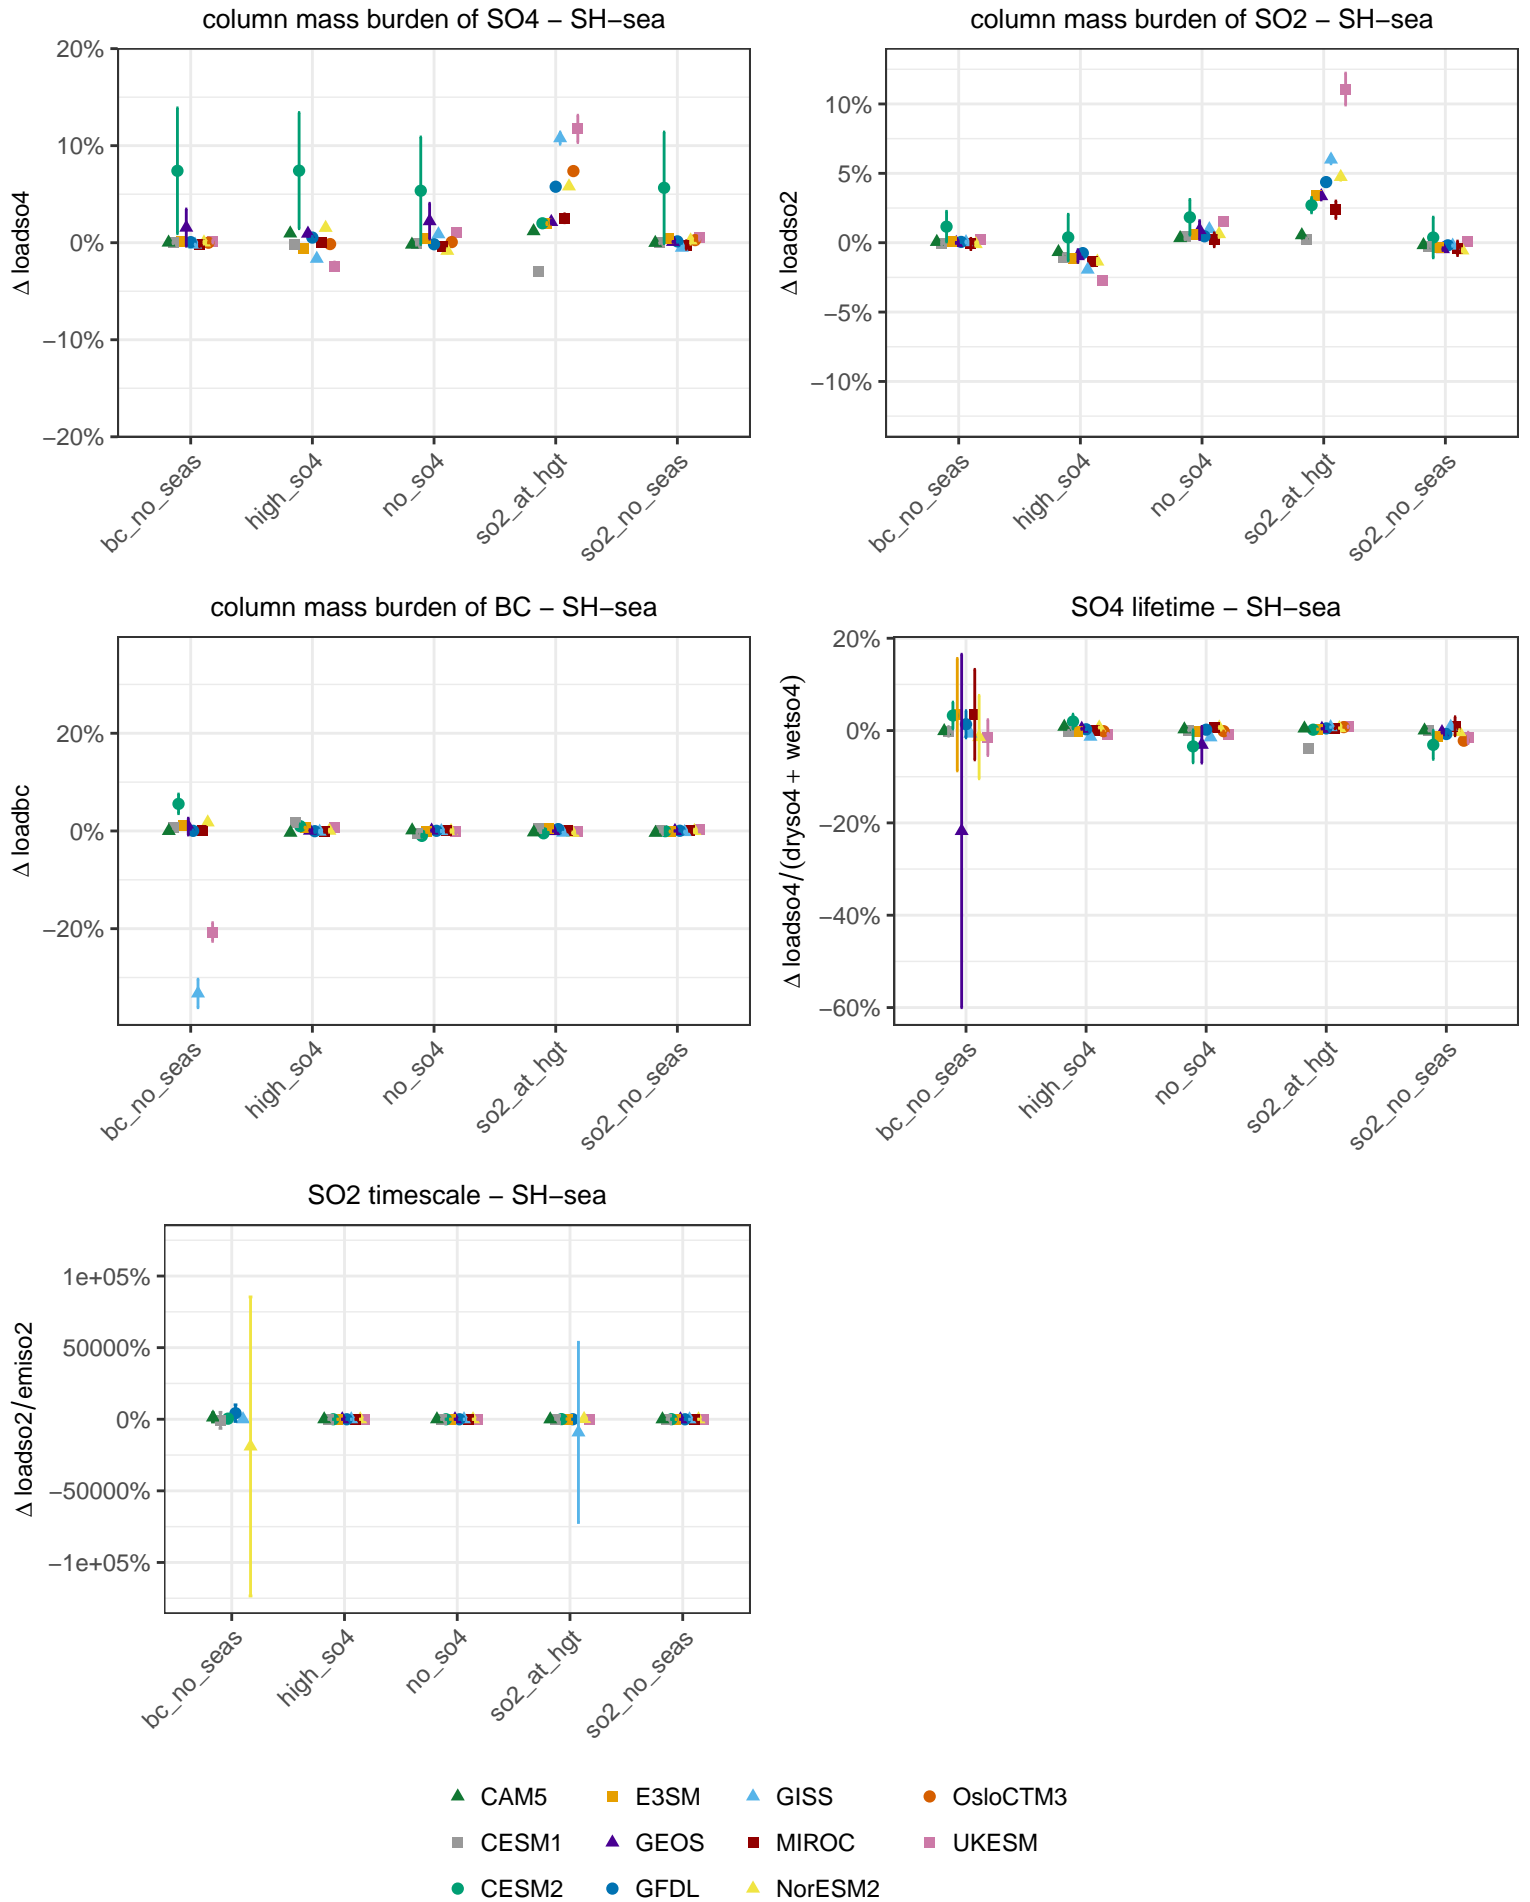 column mass burden of SO4 − SH−sea
Δ loadso4
20%
10%
0%
−10%
−20%
bc_no_seas
high_so4
no_so4
so2_at_hgt
so2_no_seas
column mass burden of SO2 − SH−sea
Δ loadso2
10%
5%
0%
−5%
−10%
bc_no_seas
high_so4
no_so4
so2_at_hgt
so2_no_seas
column mass burden of BC − SH−sea
Δ loadbc
20%
0%
−20%
bc_no_seas
high_so4
no_so4
so2_at_hgt
so2_no_seas
SO4 lifetime − SH−sea
Δ loadso4/(dryso4 + wetso4)
20%
0%
−20%
−40%
−60%
bc_no_seas
high_so4
no_so4
so2_at_hgt
so2_no_seas
SO2 timescale − SH−sea
Δ loadso2/emiso2
1e+05%
50000%
0%
−50000%
−1e+05%
bc_no_seas
high_so4
no_so4
so2_at_hgt
so2_no_seas
CAM5 E3SM GISS OsloCTM3
CESM1 GEOS MIROC UKESM
CESM2 GFDL NorESM2